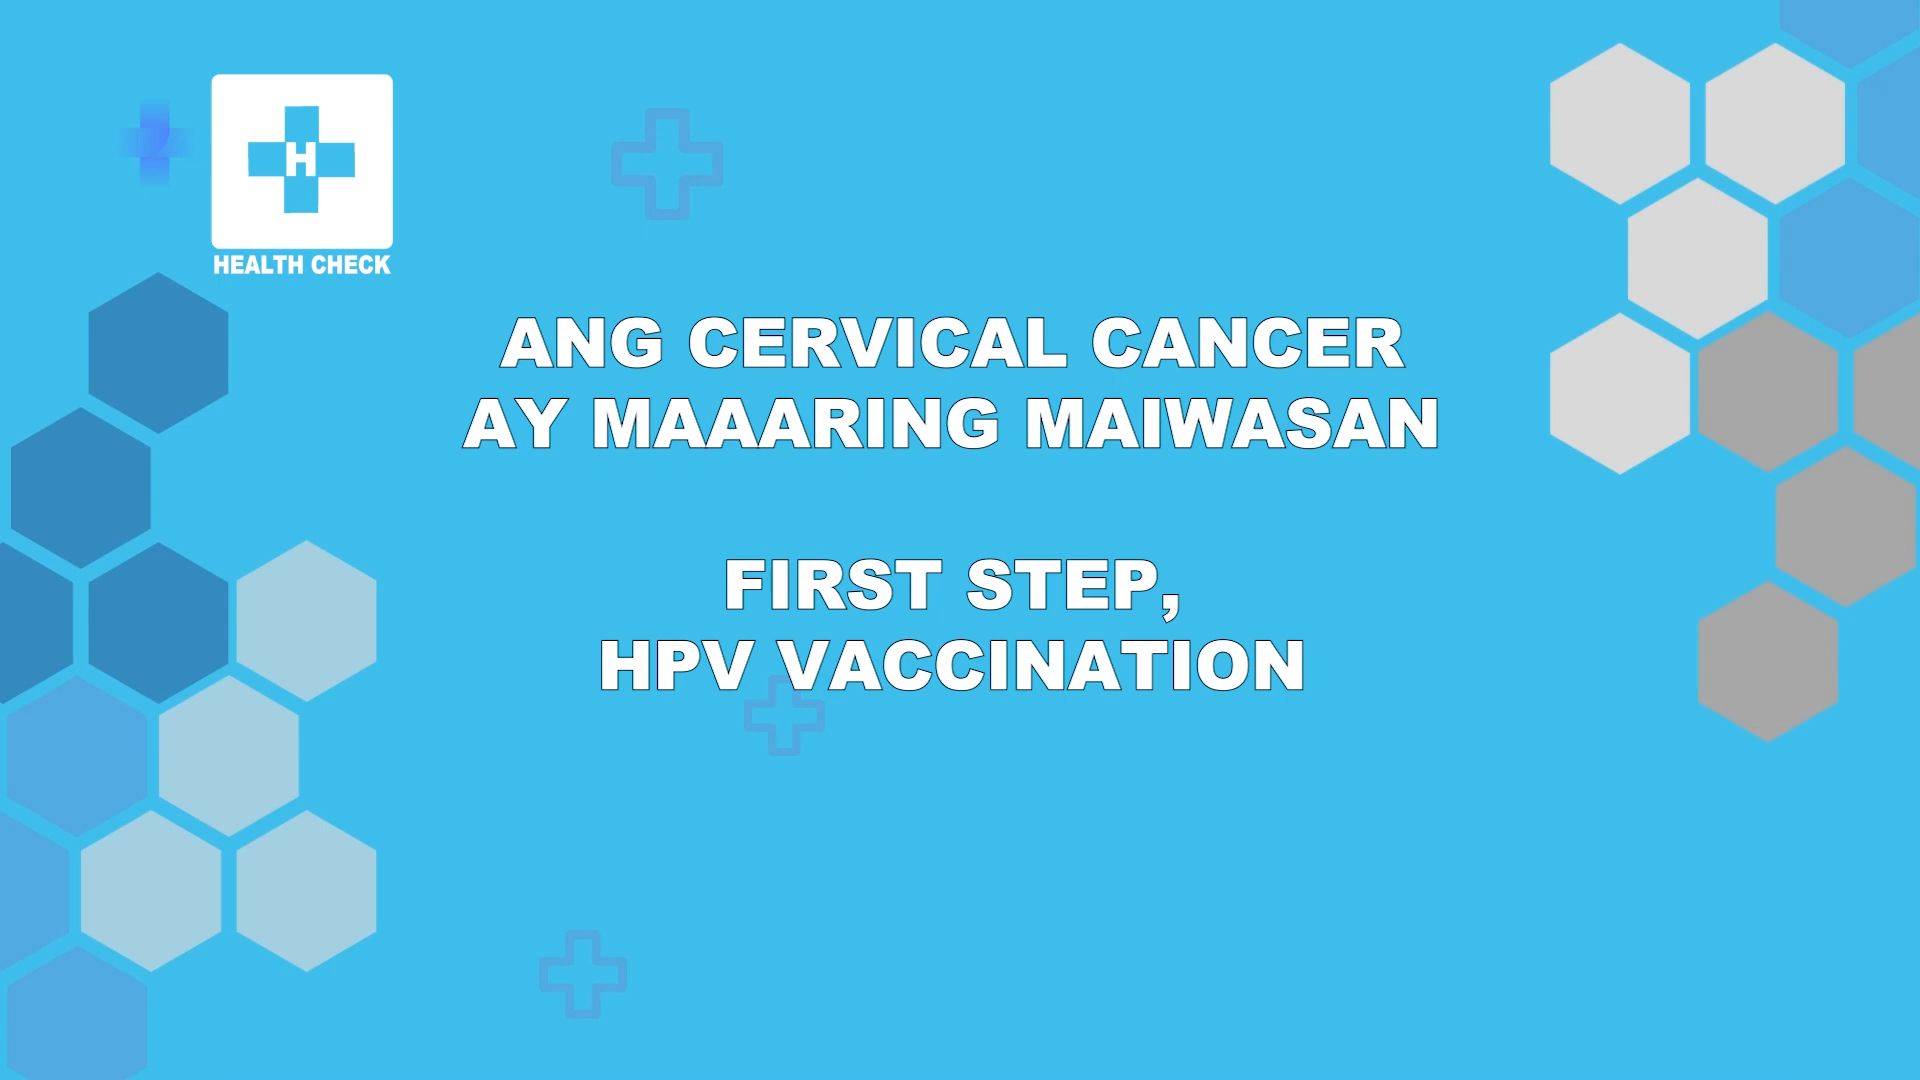 H
HEALTH CHECK
ANG CERVICAL CANCER
AY MAAARING MAIWASAN
FIRST STEP,
HPV VACCINATION